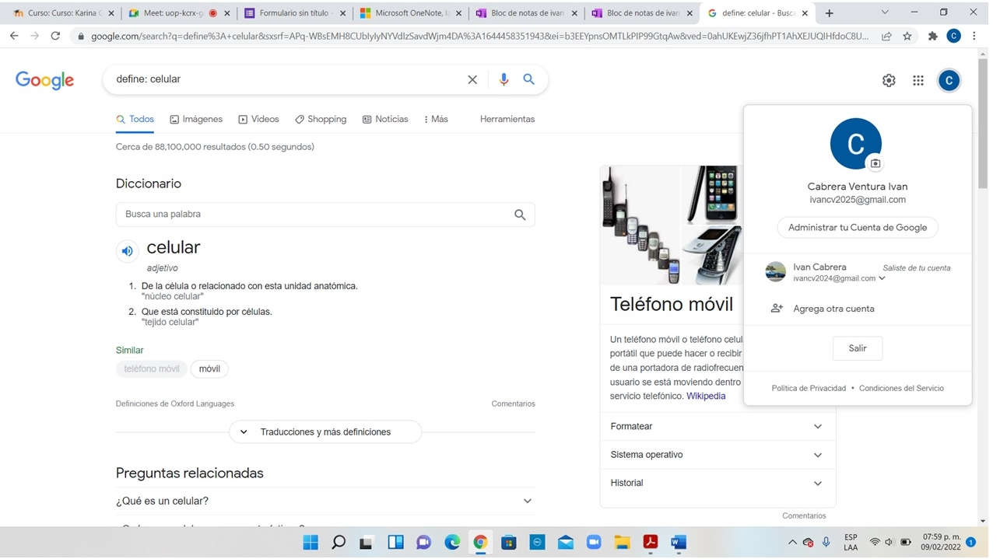 Curso: Curso: Karina G
Meet: uop-kcrx-g
Formulario sin título -
Microsoft OneNote, la
Bloc de notas de ivan
Bloc de notas de ivan
define: celular - Busca
google.com/search?q=define%3A+celular&sxsrf=APq-WBsEMH8CUblylyNYVdIzSavdWjm4DA%3A1644458351943&ei=b3EEYpnsOMTLkPIP99GtqAw&ved=0ahUKEwjZ36jfhPT1AhXEJUQIHfdoC8U...
C
Google
define: celular
C
Todos
Imágenes
Videos
Shopping
Noticias
Más
Herramientas
Cerca de 88,100,000 resultados (0.50 segundos)
Diccionario
Busca una palabra
celular
adjetivo
1. De la célula o relacionado con esta unidad anatómica.
"núcleo celular"
2. Que está constituido por células.
"tejido celular"
Similar
teléfono móvil
móvil
Definiciones de Oxford Languages
Comentarios
Traducciones y más definiciones
Preguntas relacionadas
¿Qué es un celular?
Teléfono móvil
Un teléfono móvil o teléfono celul
portátil que puede hacer o recibir
de una portadora de radiofrecuen
usuario se está moviendo dentro
servicio telefónico. Wikipedia
Formatear
Sistema operativo
Historial
Comentarios
C
Cabrera Ventura Ivan
ivancv2025@gmail.com
Administrar tu Cuenta de Google
Ivan Cabrera
Saliste de tu cuenta
ivancv2024@gmail.com
Agrega otra cuenta
Salir
Política de Privacidad • Condiciones del Servicio
ESP
LAA
07:59 p. m.
09/02/2022
1